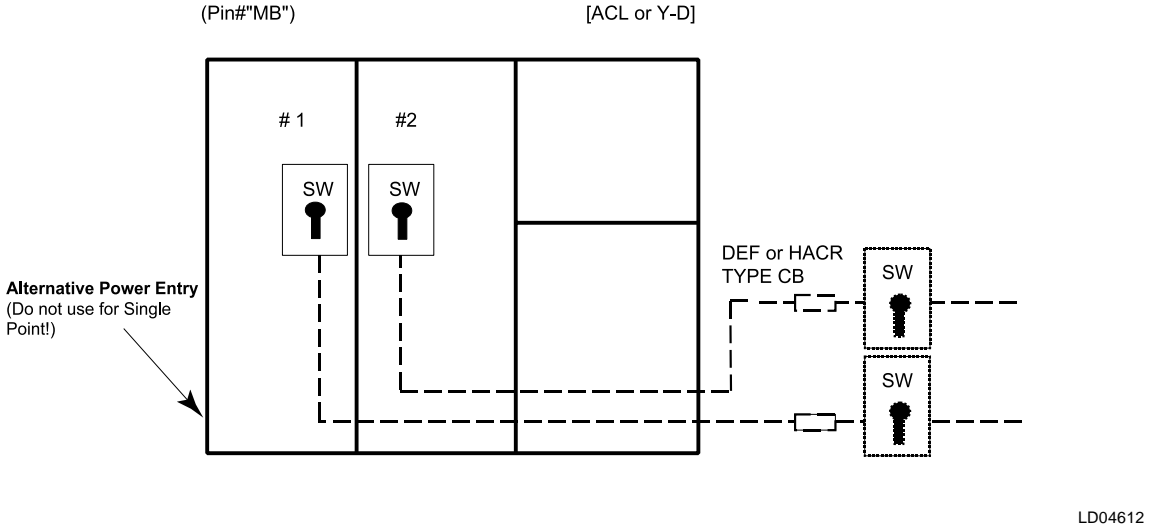 (Pin#"MB")
[ACL or Y-D]
# 1
#2
SW
SW
DEF or HACR
TYPE CB
SW
Alternative Power Entry
(Do not use for Single
Point!)
SW
LD04612